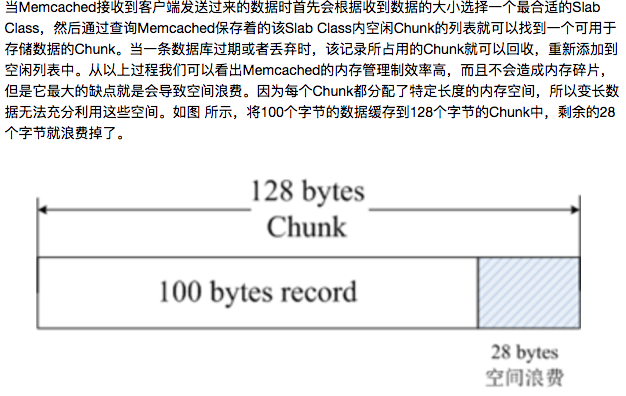 当Memcached接收到客户端发送过来的数据时首先会根据收到数据的大小选择一个最合适的Slab
Class，然后通过查询Memcached保存着的该Slab Class内空闲Chunk的列表就可以找到一个可用于
存储数据的Chunk。当一条数据库过期或者丢弃时，该记录所占用的Chunk就可以回收，重新添加到
空闲列表中。从以上过程我们可以看出Memcached的内存管理制效率高，而且不会造成内存碎片，
但是它最大的缺点就是会导致空间浪费。因为每个Chunk都分配了特定长度的内存空间，所以变长数
据无法充分利用这些空间。如图 所示，将100个字节的数据缓存到128个字节的Chunk中，剩余的28
个字节就浪费掉了。
128 bytes
Chunk
100 bytes record
28 bytes
空间浪费